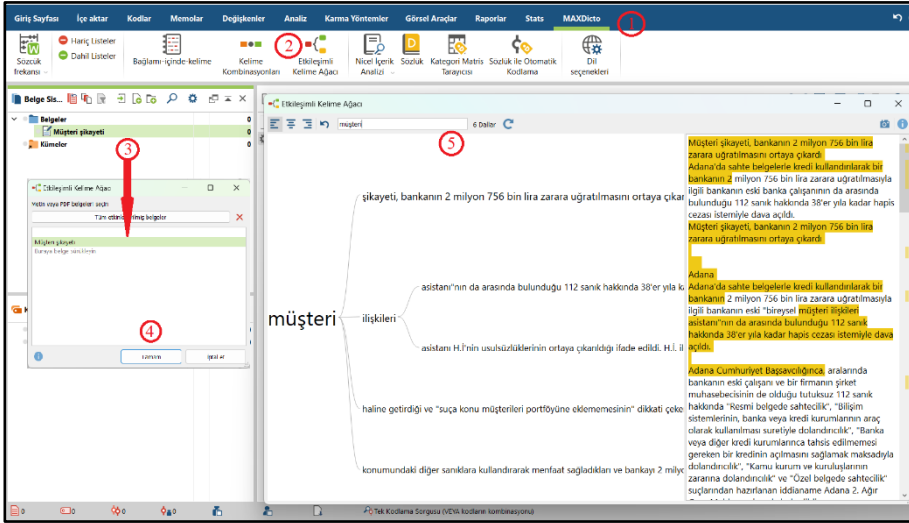 Giriş Sayfası İçe aktar Kodlar Memolar Değişkenler Analiz Karma Yöntemler Görsel Araçlar Raporlar Stats MAXDicto 1
Sözcük frekansı
Hariç Listeler
Dahil Listeler
Bağlamı-içinde-kelime
Kelime Kombinasyonları
2
Etkileşimli Kelime Ağacı
Nicel İçerik Analizi
Sözlük
Kategori Matris Tarayıcısı
Sözlük ile Otomatik Kodlama
Dil seçenekleri
Belge Sis...
Belgeler 0
Müşteri şikayeti 0
Kümeler 0
3
Etkileşimli Kelime Ağacı
Metin veya PDF belgeleri seçin
Müşteri şikayeti
4
Tamam İptal et
Etkileşimli Kelime Ağacı
müşteri 6 Dallar
5
müşteri
şikayeti, bankanın 2 milyon 756 bin lira zarara uğratılmasını ortaya çıkar
ilişkileri
asistanı"nın da arasında bulunduğu 112 sanık hakkında 38'er yıla k
asistanı H.İ'nin usulsüzlüklerinin ortaya çıkarıldığı ifade edildi. H.İ. il
haline getirdiği ve "suça konu müşterileri portföyüne eklememesinin" dikkati çeke
konumundaki diğer sanıklara kullandırarak menfaat sağladıkları ve bankayı 2 milyo
Müşteri şikayeti, bankanın 2 milyon 756 bin lira
zarara uğratılmasını ortaya çıkardı
Adana'da sahte belgelerle kredi kullandırılarak bir
bankanın 2 milyon 756 bin lira zarara uğratılmasıyla
ilgili bankanın eski banka çalışanının da arasında
bulunduğu 112 sanık hakkında 38'er yıla kadar hapis
cezası istemiyle dava açıldı.
Müşteri şikayeti, bankanın 2 milyon 756 bin lira
zarara uğratılmasını ortaya çıkardı
Adana
Adana'da sahte belgelerle kredi kullandırılarak bir
bankanın 2 milyon 756 bin lira zarara uğratılmasıyla
ilgili bankanın eski "bireysel müşteri ilişkileri
asistanı"nın da arasında bulunduğu 112 sanık
hakkında 38'er yıla kadar hapis cezası istemiyle dava
açıldı.
Adana Cumhuriyet Başsavcılığınca, aralarında
bankanın eski çalışanı ve bir firmanın şirket
muhasebecisinin de olduğu tutuksuz 112 sanık
hakkında "Resmi belgede sahtecilik", "Bilişim
sistemlerinin, banka veya kredi kurumlarının araç
olarak kullanılması suretiyle dolandırıcılık", "Banka
veya diğer kredi kurumlarınca tahsis edilmemesi
gereken bir kredinin açılmasını sağlamak maksadıyla
dolandırıcılık", "Kamu kurum ve kuruluşlarının
zararına dolandırıcılık" ve "Özel belgede sahtecilik"
suçlarından hazırlanan iddianame Adana 2. Ağır
0 0 0 0
Tek Kodlama Sorgusu (VEYA kodların kombinasyonu)